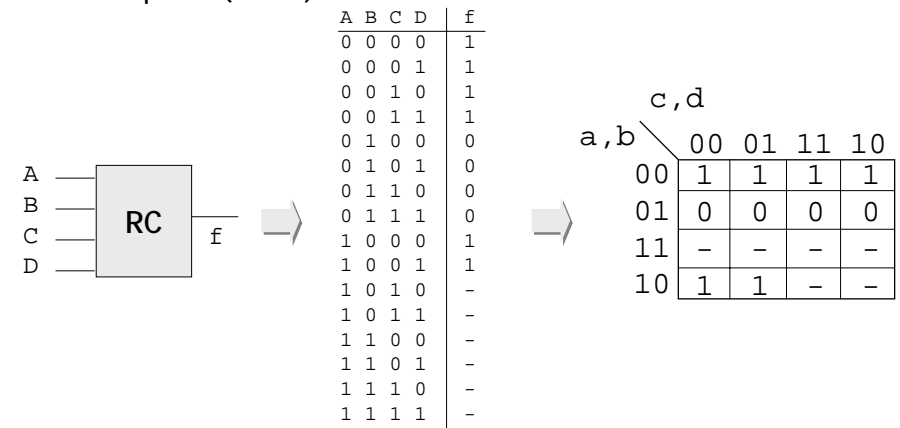 A B C D f
0 0 0 0 1
0 0 0 1 1
0 0 1 0 1
0 0 1 1 1
0 1 0 0 0
0 1 0 1 0
0 1 1 0 0
0 1 1 1 0
1 0 0 0 1
1 0 0 1 1
1 0 1 0 -
1 0 1 1 -
1 1 0 0 -
1 1 0 1 -
1 1 1 0 -
1 1 1 1 -
A
B
C
D
RC
f
c,d
a,b
00 01 11 10
00 1 1 1 1
01 0 0 0 0
11 - - - -
10 1 1 - -